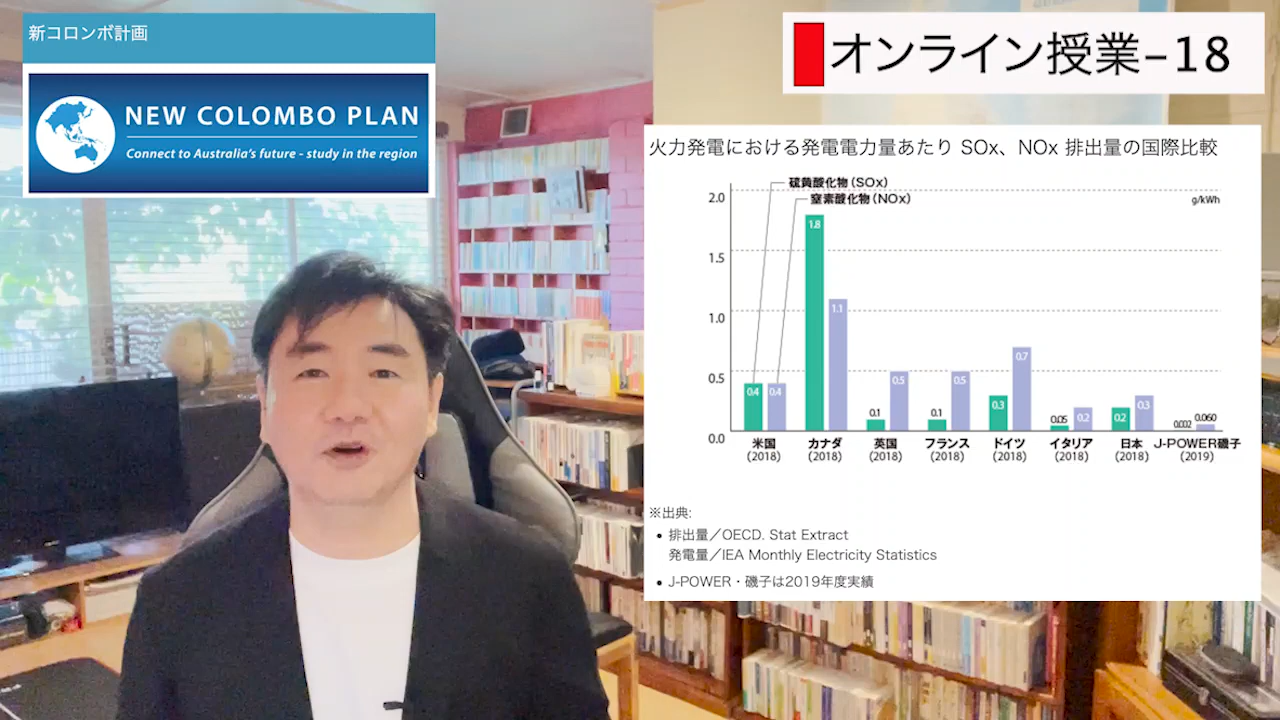 新コロンボ計画
NEW COLOMBO PLAN
Connect to Australia's future - study in the region
オンライン授業-18
火力発電における発電電力量あたり SOx、NOx 排出量の国際比較
硫黄酸化物(SOx)
窒素酸化物(NOx)
g/kWh
2.0
1.5
1.0
0.5
0.0
0.4 0.4 1.8 1.1 0.1 0.5 0.1 0.5 0.3 0.7 0.05 0.2 0.2 0.3 0.002 0.060
米国 カナダ 英国 フランス ドイツ イタリア 日本 J-POWER磯子
(2018) (2018) (2018) (2018) (2018) (2018) (2018) (2019)
※出典:
• 排出量／OECD. Stat Extract
発電量／IEA Monthly Electricity Statistics
• J-POWER・磯子は2019年度実績